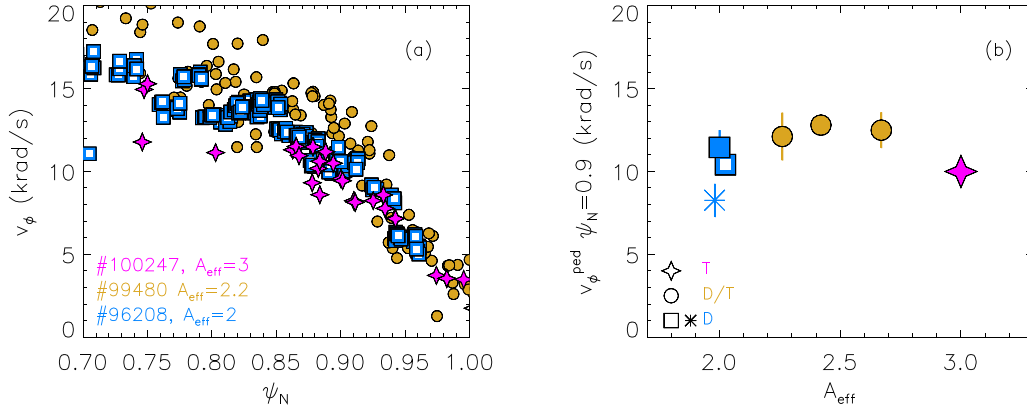 20
15
10
5
0
v_ϕ (krad/s)
(a)
#100247, A_eff=3
#99480 A_eff=2.2
#96208, A_eff=2
0.70 0.75 0.80 0.85 0.90 0.95 1.00
ψ_N
20
15
10
5
0
v_ϕ^ped ψ_N=0.9 (krad/s)
(b)
T
D/T
D
2.0 2.5 3.0
A_eff